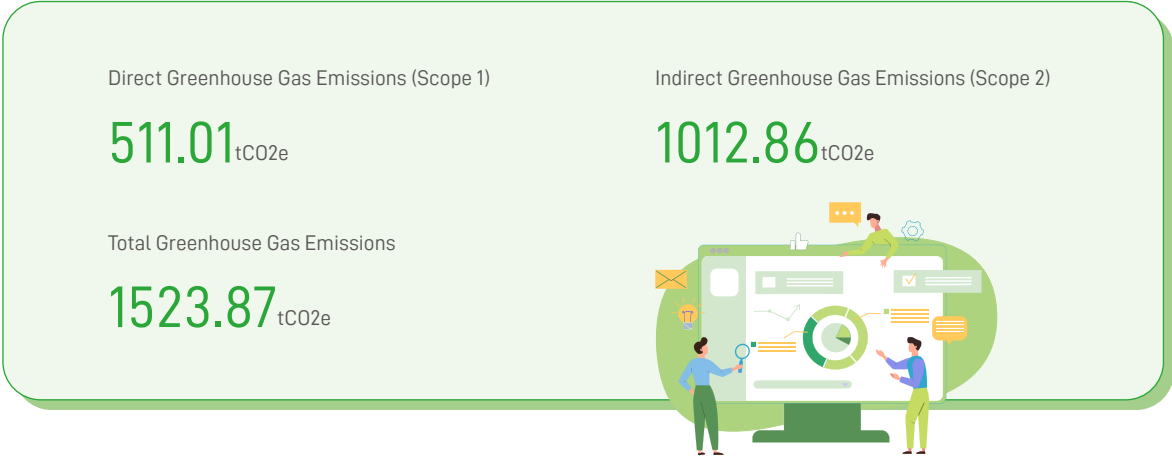 Direct Greenhouse Gas Emissions (Scope 1)
511.01tCO2e
Indirect Greenhouse Gas Emissions (Scope 2)
1012.86tCO2e
Total Greenhouse Gas Emissions
1523.87tCO2e